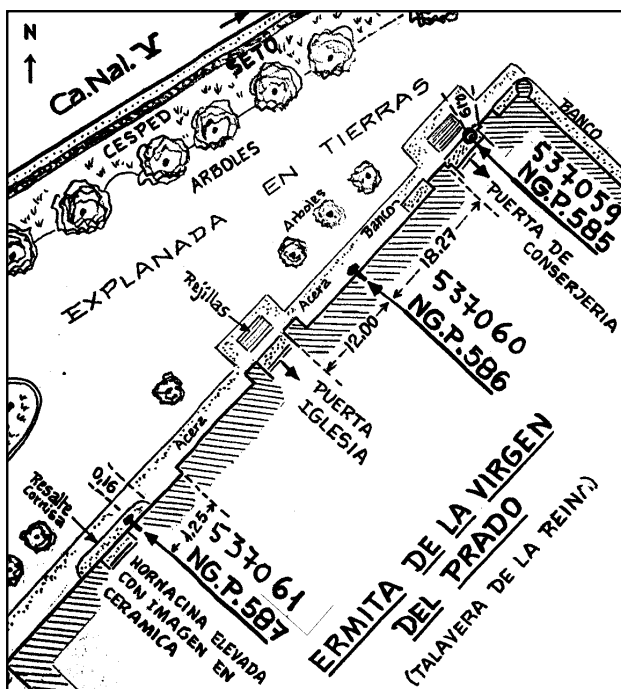 N
Ca.Nal. V
SETO
CESPED
ARBOLES
EXPLANADA EN TIERRAS
Arboles
Banco
BANCO
0,19
537059
NG.P.585
PUERTA DE
CONSERJERIA
18.27
537060
NG.P.586
12.00
Acera
Rejillas
PUERTA
IGLESIA
Acera
0,16
Resalte
Cornisa
4,25
537061
NG.P.587
HORNACINA ELEVADA
CON IMAGEN EN
CERAMICA
ERMITA DE LA VIRGEN
DEL PRADO
(TALAVERA DE LA REINA)